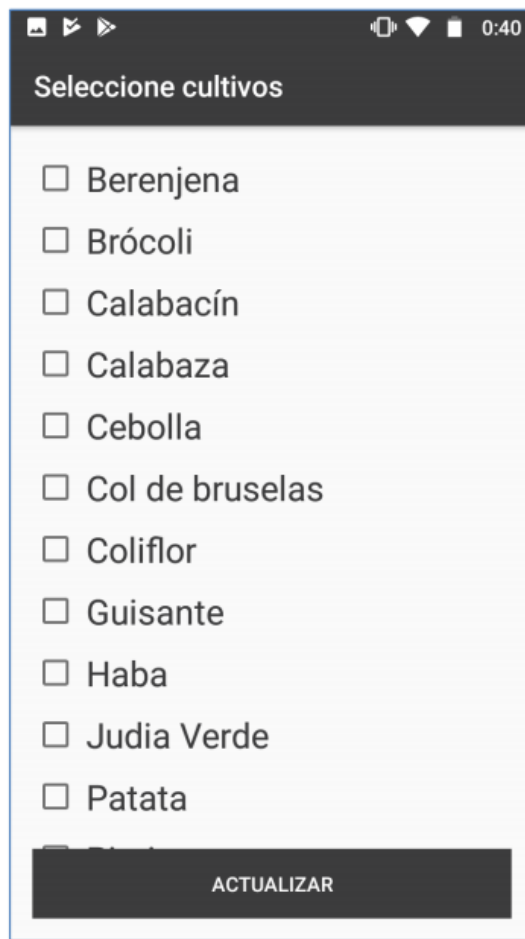 0:40
Seleccione cultivos
Berenjena
Brócoli
Calabacín
Calabaza
Cebolla
Col de bruselas
Coliflor
Guisante
Haba
Judia Verde
Patata
ACTUALIZAR